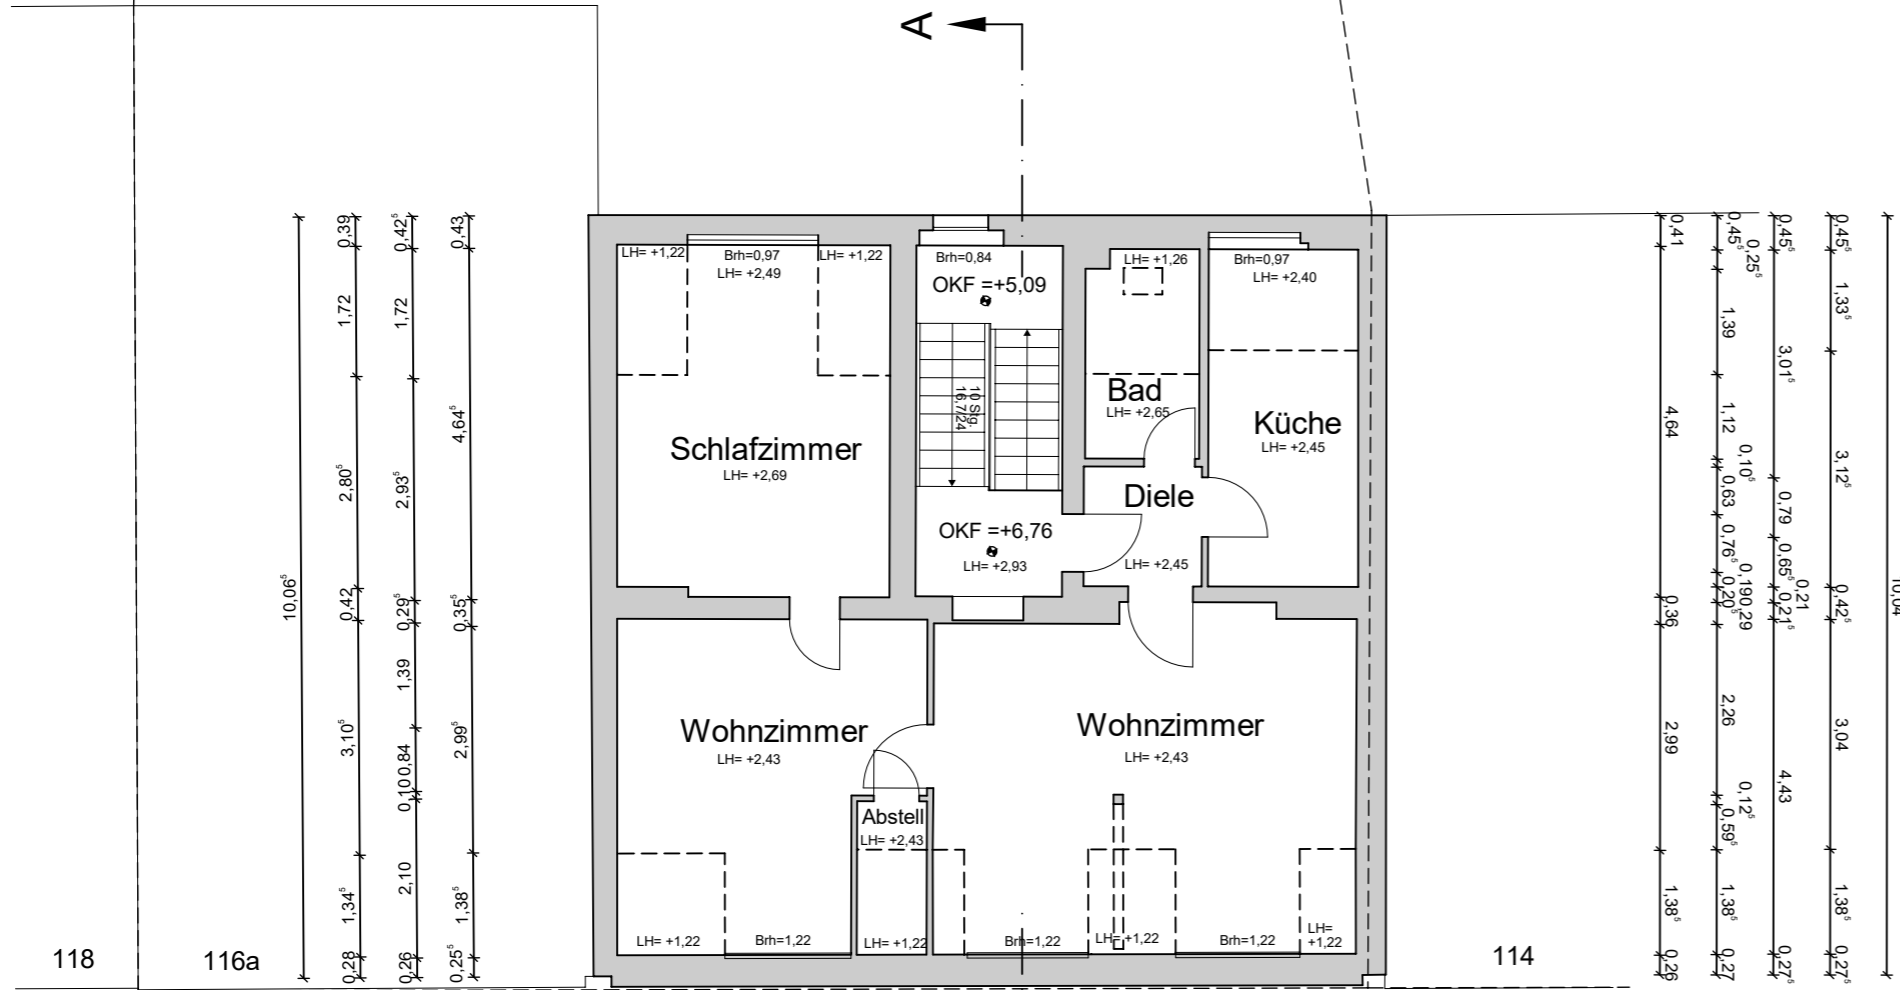 A
LH= +1,22
Brh=0,97
LH= +2,49
LH= +1,22
Brh=0,84
OKF =+5,09
LH= +1,26
Brh=0,97
LH= +2,40
10 Stg.
16,7/24
Schlafzimmer
LH= +2,69
Bad
LH= +2,65
Küche
LH= +2,45
Diele
LH= +2,45
OKF =+6,76
LH= +2,93
Wohnzimmer
LH= +2,43
Wohnzimmer
LH= +2,43
Abstell
LH= +2,43
LH= +1,22
Brh=1,22
LH= +1,22
Brh=1,22
LH= +1,22
Brh=1,22
LH=
+1,22
118
116a
114
10,06⁵
0,39
1,72
2,80⁵
0,42
3,10⁵
1,34⁵
0,28
0,42⁵
1,72
2,93⁵
0,29⁵
1,39
0,84
0,10
2,10
0,26
0,43
4,64⁵
0,35⁵
2,99⁵
1,38⁵
0,25⁵
0,41
4,64
0,36
2,99
1,38⁵
0,26
0,45⁵
0,25⁵
1,39
1,12
0,10⁵
0,63
0,76⁵
0,19
0,20⁵
0,29
2,26
0,12⁵
0,59⁵
1,38⁵
0,27
0,45⁵
3,01⁵
0,79
0,65⁵
0,21
0,21⁵
4,43
0,27⁵
0,45⁵
1,33⁵
3,12⁵
0,42⁵
3,04
1,38⁵
0,27⁵
10,04